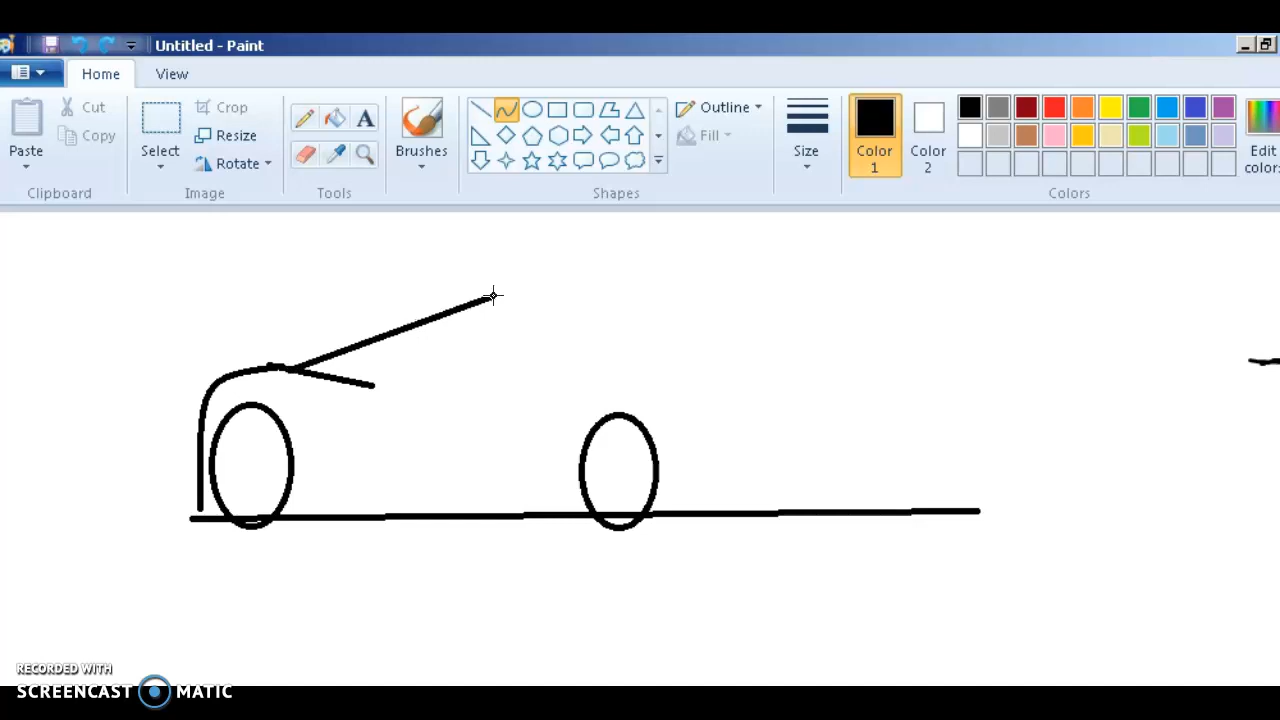 Untitled - Paint
Home View
Cut
Copy
Paste
Clipboard
Crop
Resize
Rotate
Select
Image
A
Tools
Brushes
Outline
Fill
Shapes
Size
Color 1
Color 2
Edit colors
Colors
RECORDED WITH
SCREENCAST MATIC